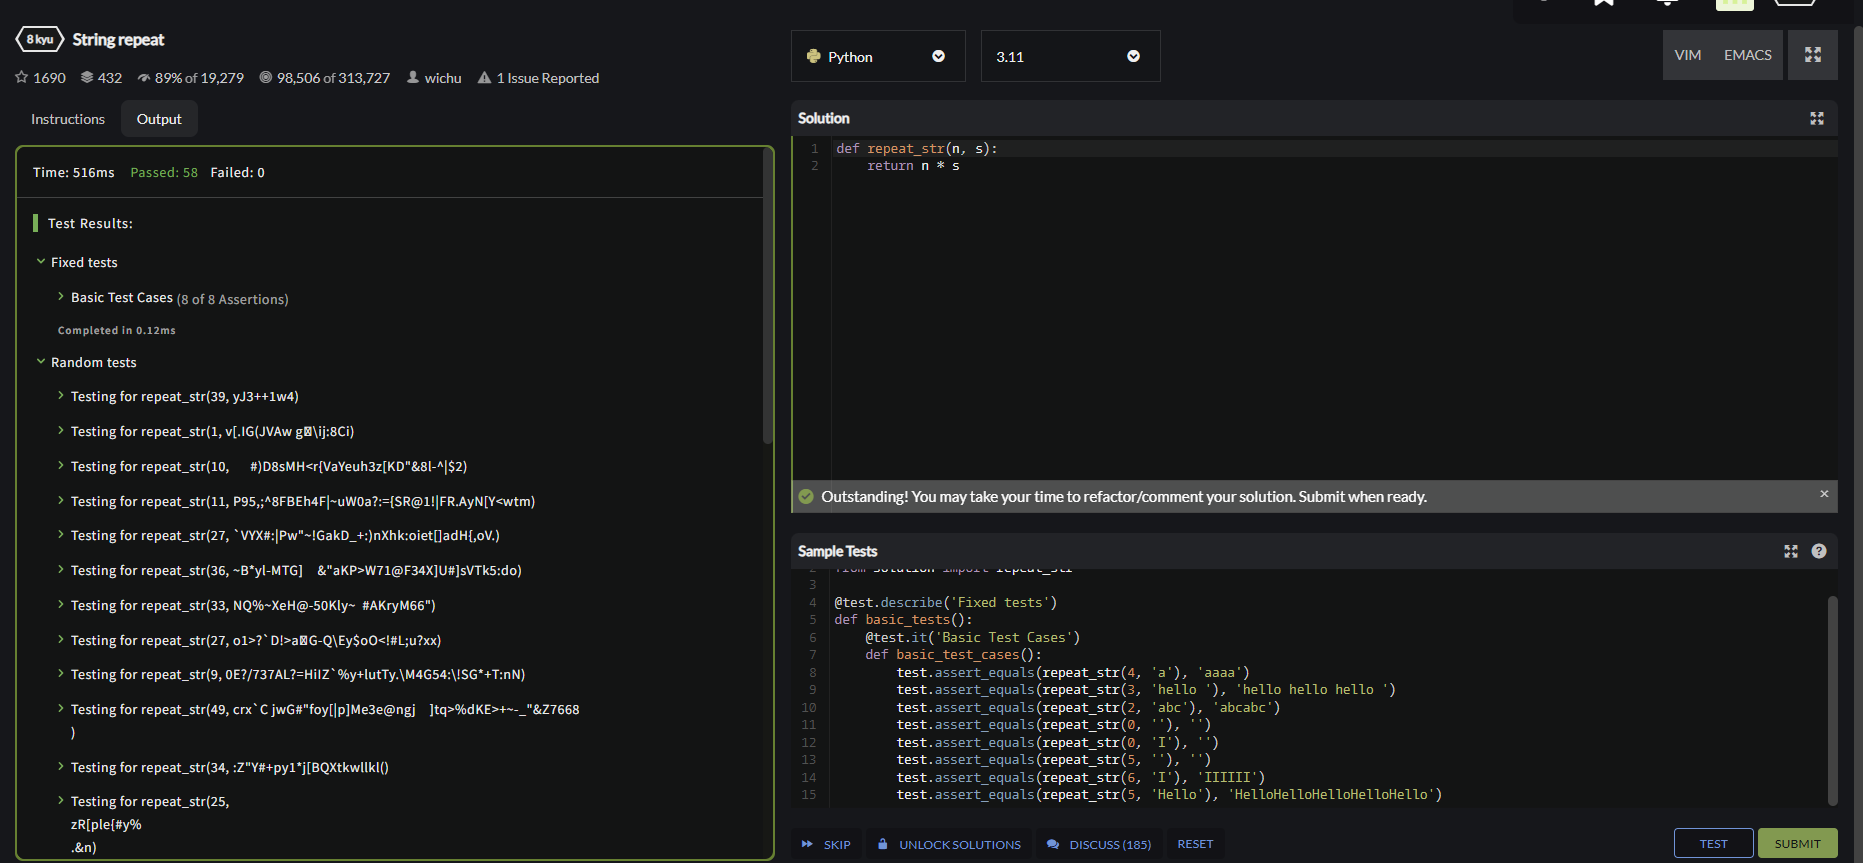 8 kyu String repeat
1690 432 89% of 19,279 98,506 of 313,727 wichu 1 Issue Reported
Instructions Output
Time: 516ms Passed: 58 Failed: 0
Test Results:
Fixed tests
Basic Test Cases (8 of 8 Assertions)
Completed in 0.12ms
Random tests
Testing for repeat_str(39, yJ3++1w4)
Testing for repeat_str(1, v[.IG(JVAw g\ij:8Ci)
Testing for repeat_str(10, #)D8sMH<r{VaYeuh3z[KD"&8l-^|$2)
Testing for repeat_str(11, P95,;^8FBEh4F|~uW0a?:={SR@1!|FR.AyN[Y<wtm)
Testing for repeat_str(27, `VYX#:|Pw"~!GakD_+:)nXhk:oiet[]adH{,oV.)
Testing for repeat_str(36, ~B*yl-MTG] &"aKP>W71@F34X]U#]sVTk5:do)
Testing for repeat_str(33, NQ%~XeH@-50Kly~ #AKryM66")
Testing for repeat_str(27, o1>?`D!>aG-Q\Ey$oO<!#L;u?xx)
Testing for repeat_str(9, 0E?/737AL?=HiIZ`%y+lutTy.\M4G54:\!SG*+T:nN)
Testing for repeat_str(49, crx`C jwG#"foy[|p]Me3e@ngj ]tq>%dKE>+~-_"&Z7668
)
Testing for repeat_str(34, :Z"Y#+py1*j[BQXtkwllkl()
Testing for repeat_str(25,
zR[ple{#y%
.&n)
Python 3.11 VIM EMACS
Solution
1 def repeat_str(n, s):
2 return n * s
Outstanding! You may take your time to refactor/comment your solution. Submit when ready. ×
Sample Tests ?
2 from solution import repeat_str
3
4 @test.describe('Fixed tests')
5 def basic_tests():
6 @test.it('Basic Test Cases')
7 def basic_test_cases():
8 test.assert_equals(repeat_str(4, 'a'), 'aaaa')
9 test.assert_equals(repeat_str(3, 'hello '), 'hello hello hello ')
10 test.assert_equals(repeat_str(2, 'abc'), 'abcabc')
11 test.assert_equals(repeat_str(0, ''), '')
12 test.assert_equals(repeat_str(0, 'I'), '')
13 test.assert_equals(repeat_str(5, ''), '')
14 test.assert_equals(repeat_str(6, 'I'), 'IIIIII')
15 test.assert_equals(repeat_str(5, 'Hello'), 'HelloHelloHelloHelloHello')
SKIP UNLOCK SOLUTIONS DISCUSS (185) RESET TEST SUBMIT